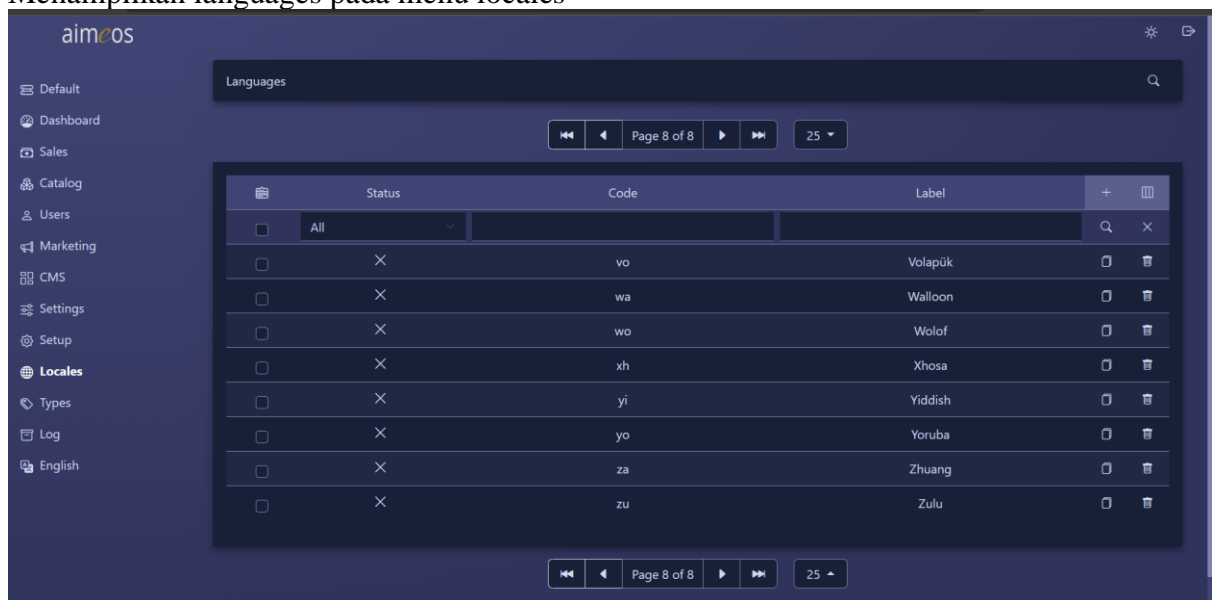 Menampilkan languages pada menu locales
aimeos
Default
Dashboard
Sales
Catalog
Users
Marketing
CMS
Settings
Setup
Locales
Types
Log
English
Languages
Page 8 of 8 25
Status Code Label
All
vo Volapük
wa Walloon
wo Wolof
xh Xhosa
yi Yiddish
yo Yoruba
za Zhuang
zu Zulu
Page 8 of 8 25